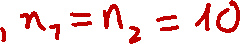 , n₁ = n₂ = 10